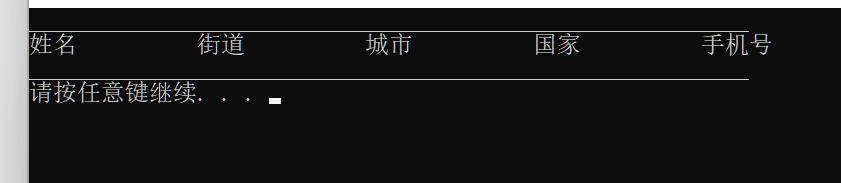 姓名 街道 城市 国家 手机号
请按任意键继续. . .